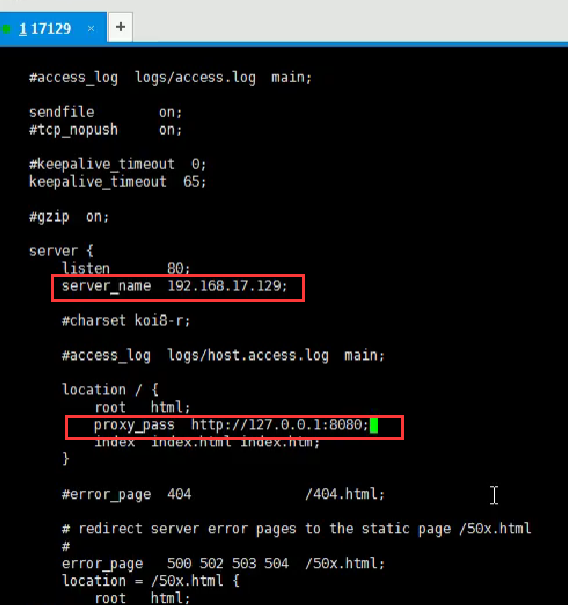 1 17129 × +
#access_log  logs/access.log  main;
sendfile        on;
#tcp_nopush     on;
#keepalive_timeout  0;
keepalive_timeout  65;
#gzip  on;
server {
    listen       80;
    server_name  192.168.17.129;
    #charset koi8-r;
    #access_log  logs/host.access.log  main;
    location / {
        root   html;
        proxy_pass  http://127.0.0.1:8080;
        index  index.html index.htm;
    }
    #error_page  404              /404.html;
    # redirect server error pages to the static page /50x.html
    #
    error_page   500 502 503 504  /50x.html;
    location = /50x.html {
        root   html;